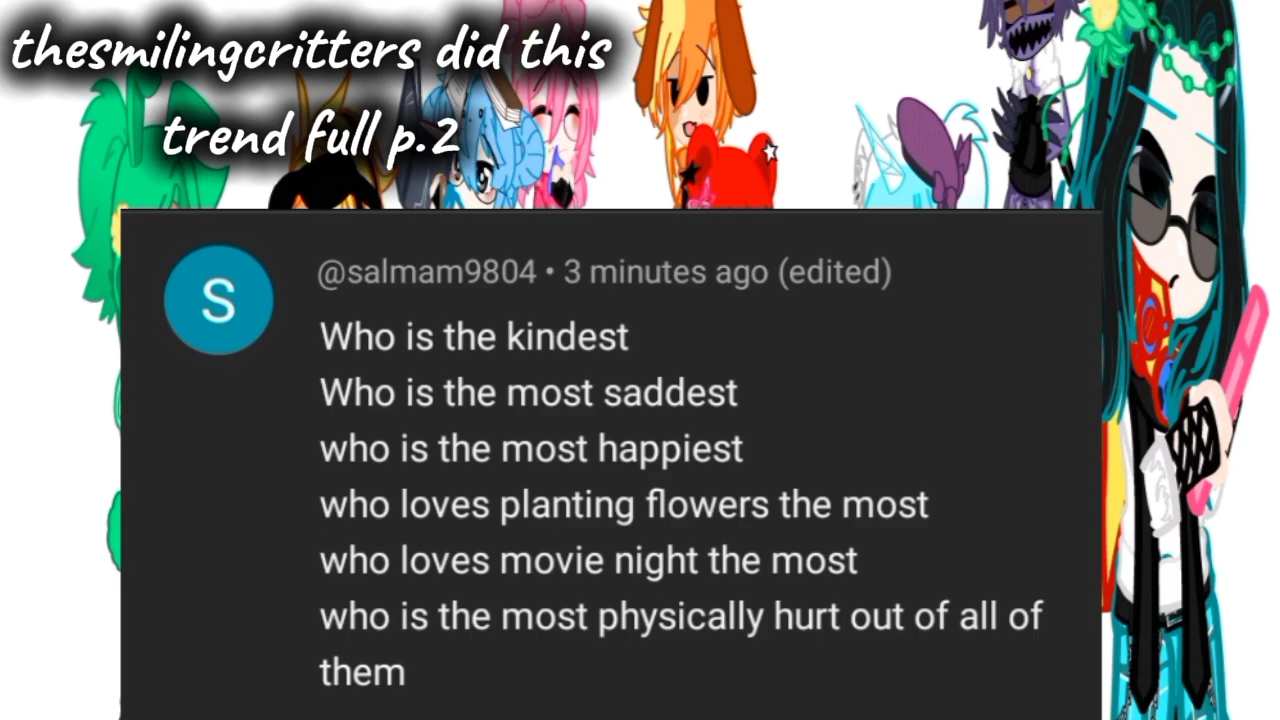 thesmilingcritters did this
trend full p.2
S
@salmam9804 • 3 minutes ago (edited)
Who is the kindest
Who is the most saddest
who is the most happiest
who loves planting flowers the most
who loves movie night the most
who is the most physically hurt out of all of
them